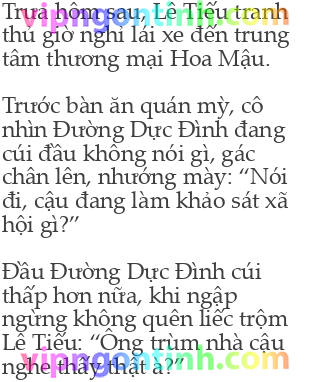 Trưa hôm sau, Lê Tiếu tranh
thủ giờ nghỉ lái xe đến trung
tâm thương mại Hoa Mậu.
Trước bàn ăn quán mỳ, cô
nhìn Đường Dực Đình đang
cúi đầu không nói gì, gác
chân lên, nhướng mày: “Nói
đi, cậu đang làm khảo sát xã
hội gì?”
Đầu Đường Dực Đình cúi
thấp hơn nữa, khi ngập
ngừng không quên liếc trộm
Lê Tiếu: “Ông trùm nhà cậu
nghe thấy thật à?”
vipngontinh.com
vipngontinh.com